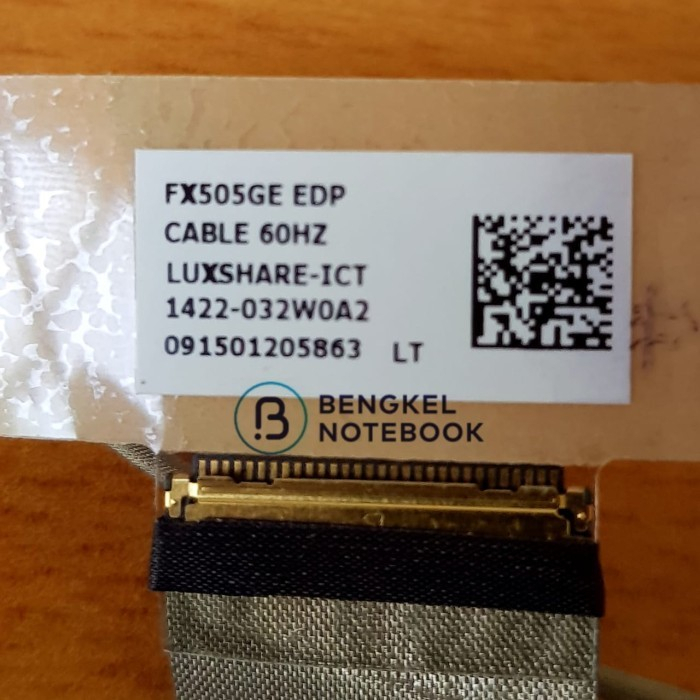 FX505GE EDP
CABLE 60HZ
LUXSHARE-ICT
1422-032W0A2
091501205863 LT
BENGKEL
NOTEBOOK